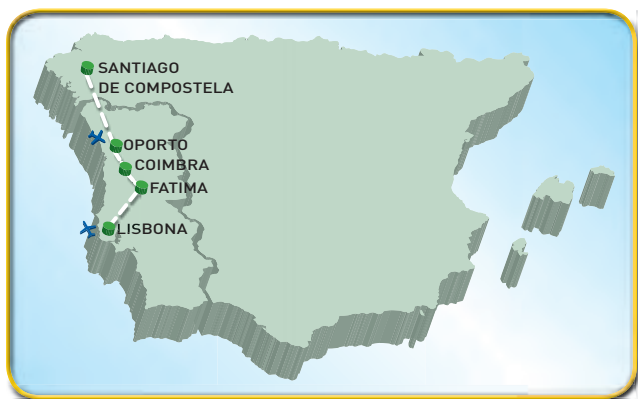 SANTIAGO
DE COMPOSTELA
OPORTO
COIMBRA
FATIMA
LISBONA